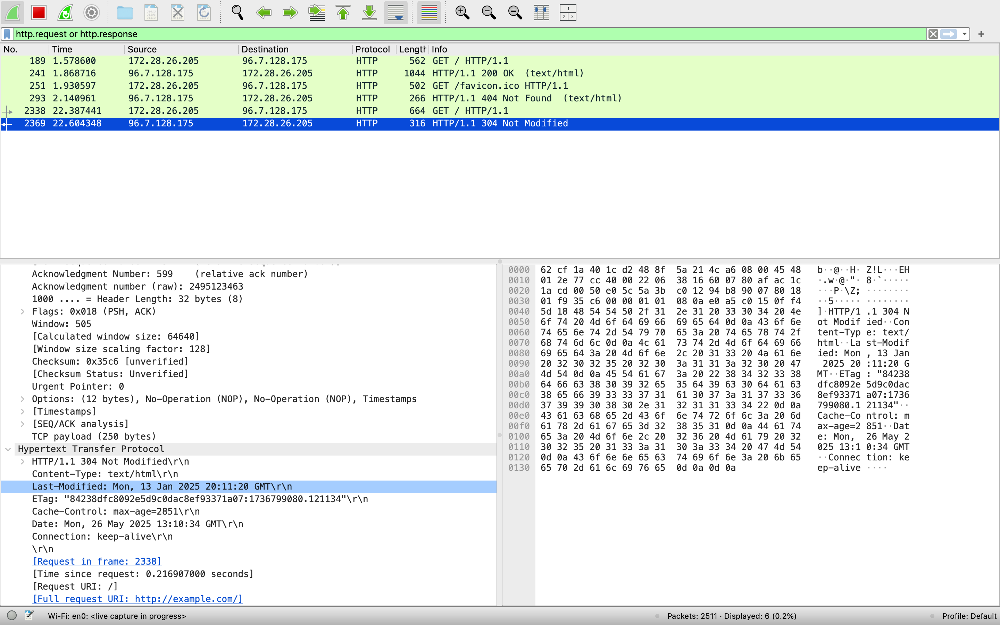 http.request or http.response
No. Time Source Destination Protocol Length Info
189 1.578600 172.28.26.205 96.7.128.175 HTTP 562 GET / HTTP/1.1
241 1.868716 96.7.128.175 172.28.26.205 HTTP 1044 HTTP/1.1 200 OK (text/html)
251 1.930597 172.28.26.205 96.7.128.175 HTTP 502 GET /favicon.ico HTTP/1.1
293 2.140961 96.7.128.175 172.28.26.205 HTTP 266 HTTP/1.1 404 Not Found (text/html)
2338 22.387441 172.28.26.205 96.7.128.175 HTTP 664 GET / HTTP/1.1
2369 22.604348 96.7.128.175 172.28.26.205 HTTP 316 HTTP/1.1 304 Not Modified
Acknowledgment Number: 599 (relative ack number)
Acknowledgment number (raw): 2495123463
1000 .... = Header Length: 32 bytes (8)
Flags: 0x018 (PSH, ACK)
Window: 505
[Calculated window size: 64640]
[Window size scaling factor: 128]
Checksum: 0x35c6 [unverified]
[Checksum Status: Unverified]
Urgent Pointer: 0
Options: (12 bytes), No-Operation (NOP), No-Operation (NOP), Timestamps
[Timestamps]
[SEQ/ACK analysis]
TCP payload (250 bytes)
Hypertext Transfer Protocol
HTTP/1.1 304 Not Modified\r\n
Content-Type: text/html\r\n
Last-Modified: Mon, 13 Jan 2025 20:11:20 GMT\r\n
ETag: "84238dfc8092e5d9c0dac8ef93371a07:1736799080.121134"\r\n
Cache-Control: max-age=2851\r\n
Date: Mon, 26 May 2025 13:10:34 GMT\r\n
Connection: keep-alive\r\n
\r\n
[Request in frame: 2338]
[Time since request: 0.216907000 seconds]
[Request URI: /]
[Full request URI: http://example.com/]
0000 62 cf 1a 40 1c d2 48 8f 5a 21 4c a6 08 00 45 48 b··@··H· Z!L···EH
0010 01 2e 77 cc 40 00 22 06 38 16 60 07 80 af ac 1c ·.w·@·"· 8·`·····
0020 1a cd 00 50 e0 5c 5a 3b c0 12 94 b8 90 07 80 18 ···P·\Z; ········
0030 01 f9 35 c6 00 00 01 01 08 0a e0 a5 c0 15 0f f4 ··5····· ········
0040 5d 18 48 54 54 50 2f 31 2e 31 20 33 30 34 20 4e ]·HTTP/1 .1 304 N
0050 6f 74 20 4d 6f 64 69 66 69 65 64 0d 0a 43 6f 6e ot Modif ied··Con
0060 74 65 6e 74 2d 54 79 70 65 3a 20 74 65 78 74 2f tent-Typ e: text/
0070 68 74 6d 6c 0d 0a 4c 61 73 74 2d 4d 6f 64 69 66 html··La st-Modif
0080 69 65 64 3a 20 4d 6f 6e 2c 20 31 33 20 4a 61 6e ied: Mon , 13 Jan
0090 20 32 30 32 35 20 32 30 3a 31 31 3a 32 30 20 47 2025 20 :11:20 G
00a0 4d 54 0d 0a 45 54 61 67 3a 20 22 38 34 32 33 38 MT··ETag : "84238
00b0 64 66 63 38 30 39 32 65 35 64 39 63 30 64 61 63 dfc8092e 5d9c0dac
00c0 38 65 66 39 33 33 37 31 61 30 37 3a 31 37 33 36 8ef93371 a07:1736
00d0 37 39 39 30 38 30 2e 31 32 31 31 33 34 22 0d 0a 799080.1 21134"··
00e0 43 61 63 68 65 2d 43 6f 6e 74 72 6f 6c 3a 20 6d Cache-Co ntrol: m
00f0 61 78 2d 61 67 65 3d 32 38 35 31 0d 0a 44 61 74 ax-age=2 851··Dat
0100 65 3a 20 4d 6f 6e 2c 20 32 36 20 4d 61 79 20 32 e: Mon, 26 May 2
0110 30 32 35 20 31 33 3a 31 30 3a 33 34 20 47 4d 54 025 13:1 0:34 GMT
0120 0d 0a 43 6f 6e 6e 65 63 74 69 6f 6e 3a 20 6b 65 ··Connec tion: ke
0130 65 70 2d 61 6c 69 76 65 0d 0a 0d 0a ep-alive ····
Wi-Fi: en0: <live capture in progress> Packets: 2511 · Displayed: 6 (0.2%) Profile: Default